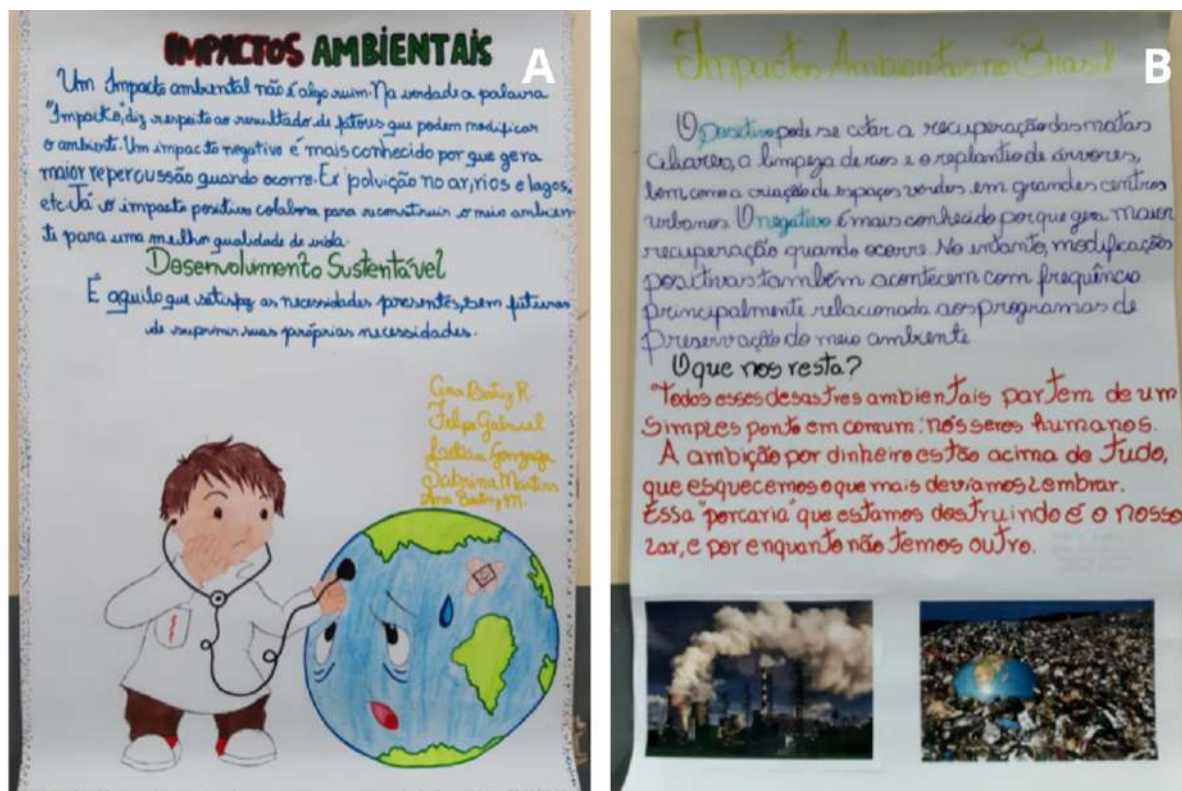 A
IMPACTOS AMBIENTAIS
Um Impacto ambiental não é algo ruim. Na verdade a palavra
"Impacto", diz respeito ao resultado de fatores que podem modificar
o ambiente. Um impacto negativo é mais conhecido por que gera
maior repercussão quando ocorre. Ex poluição no ar, rios e lagos,
etc. Já o impacto positivo colabora para reconstruir o meio ambien-
te para uma melhor qualidade de vida.
Desenvolvimento Sustentável
É aquilo que satisfaz as necessidades presentes, sem futuras
de suprimir suas próprias necessidades.
Ana Beatriz R.
Felipe Gabriel
Letícia Gonzaga
Sabrina Martins
Ana Beatriz M.
B
Impactos Ambientais no Brasil
O positivo pode se citar a recuperação das matas
ciliares, a limpeza de rios e o replantio de árvores,
bem como a criação de espaços verdes em grandes centros
urbanos. O negativo é mais conhecido porque gera maior
recuperação quando ocorre. No entanto, modificações
positivas também acontecem com frequência
principalmente relacionada aos programas de
preservação do meio ambiente.
O que nos resta?
Todos esses desastres ambientais partem de um
simples ponto em comum: nós seres humanos.
A ambição por dinheiro estão acima de tudo,
que esquecemos o que mais devíamos lembrar.
Essa "porcaria" que estamos destruindo é o nosso
lar, e por enquanto não temos outro.